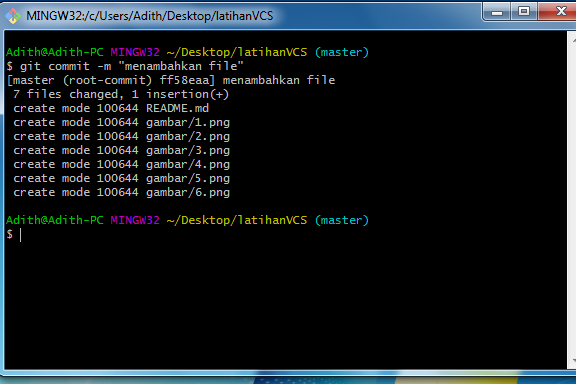 MINGW32:/c/Users/Adith/Desktop/latihanVCS
Adith@Adith-PC MINGW32 ~/Desktop/latihanVCS (master)
$ git commit -m "menambahkan file"
[master (root-commit) ff58eaa] menambahkan file
 7 files changed, 1 insertion(+)
 create mode 100644 README.md
 create mode 100644 gambar/1.png
 create mode 100644 gambar/2.png
 create mode 100644 gambar/3.png
 create mode 100644 gambar/4.png
 create mode 100644 gambar/5.png
 create mode 100644 gambar/6.png
Adith@Adith-PC MINGW32 ~/Desktop/latihanVCS (master)
$